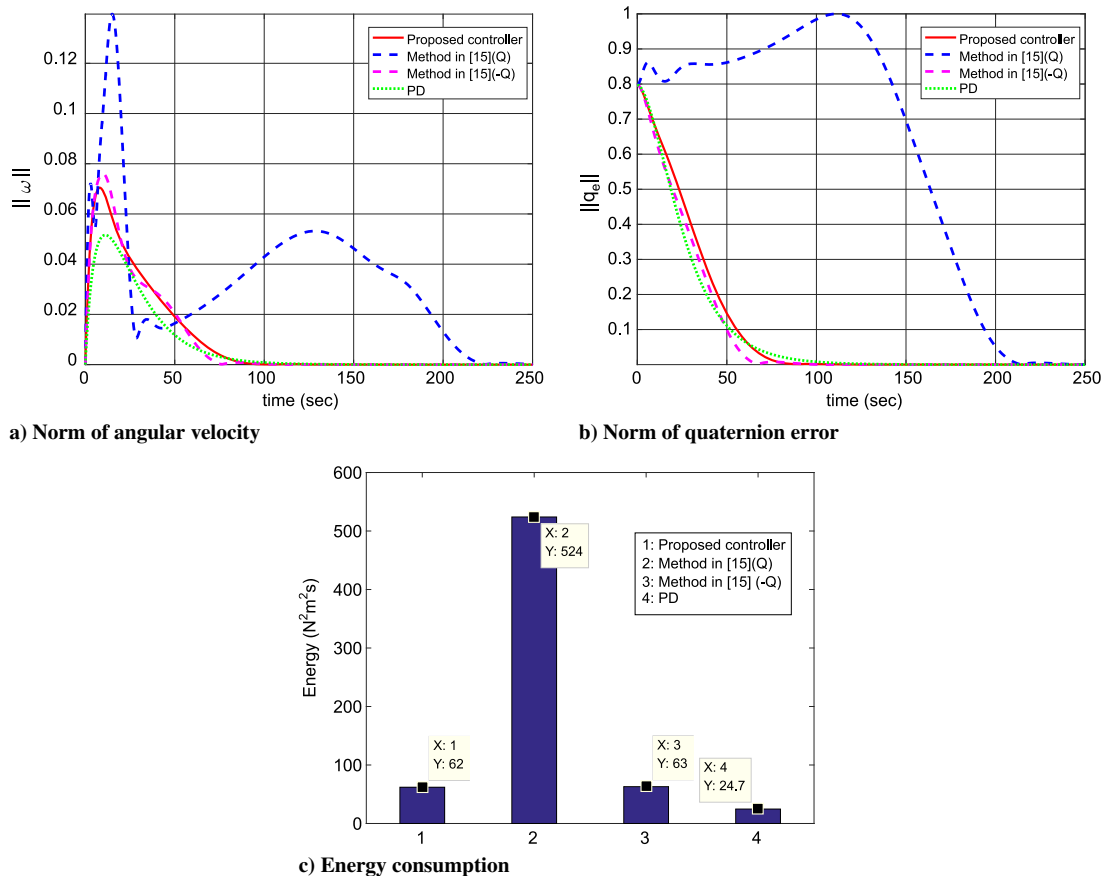 0.12
0.1
0.08
0.06
0.04
0.02
0
0 50 100 150 200 250
|| ω||
time (sec)
Proposed controller
Method in [15](Q)
Method in [15](-Q)
PD
a) Norm of angular velocity
1
0.9
0.8
0.7
0.6
0.5
0.4
0.3
0.2
0.1
0 50 100 150 200 250
||qe||
time (sec)
Proposed controller
Method in [15](Q)
Method in [15](-Q)
PD
b) Norm of quaternion error
600
500
400
300
200
100
0
1 2 3 4
Energy (N²m²s)
X: 1
Y: 62
X: 2
Y: 524
X: 3
Y: 63
X: 4
Y: 24.7
1: Proposed controller
2: Method in [15](Q)
3: Method in [15] (-Q)
4: PD
c) Energy consumption